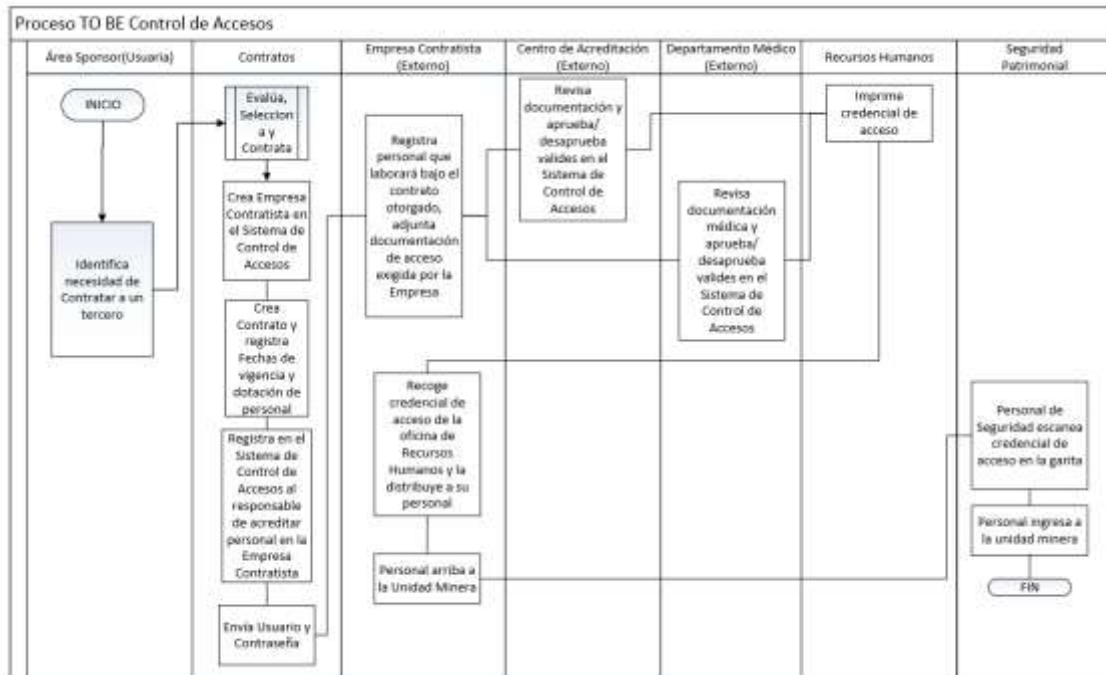 Proceso TO BE Control de Accesos
Área Sponsor(Usuaria)
Contratos
Empresa Contratista
(Externo)
Centro de Acreditación
(Externo)
Departamento Médico
(Externo)
Recursos Humanos
Seguridad
Patrimonial
INICIO
Identifica
necesidad de
Contratar a un
tercero
Evalúa,
Seleccion
a y
Contrata
Crea Empresa
Contratista en
el Sistema de
Control de
Accesos
Crea
Contrato y
registra
Fechas de
vigencia y
dotación de
personal
Registra en el
Sistema de
Control de
Accesos al
responsable
de acreditar
personal en la
Empresa
Contratista
Envía Usuario y
Contraseña
Registra
personal que
laborará bajo el
contrato
otorgado,
adjunta
documentación
de acceso
exigida por la
Empresa
Revisa
documentación y
aprueba/
desaprueba
valides en el
Sistema de
Control de
Accesos
Revisa
documentación
médica y
aprueba/
desaprueba
valides en el
Sistema de
Control de
Accesos
Imprime
credencial de
acceso
Recoge
credencial de
acceso de la
oficina de
Recursos
Humanos y la
distribuye a su
personal
Personal arriba a
la Unidad Minera
Personal de
Seguridad escanea
credencial de
acceso en la garita
Personal ingresa a
la unidad minera
FIN